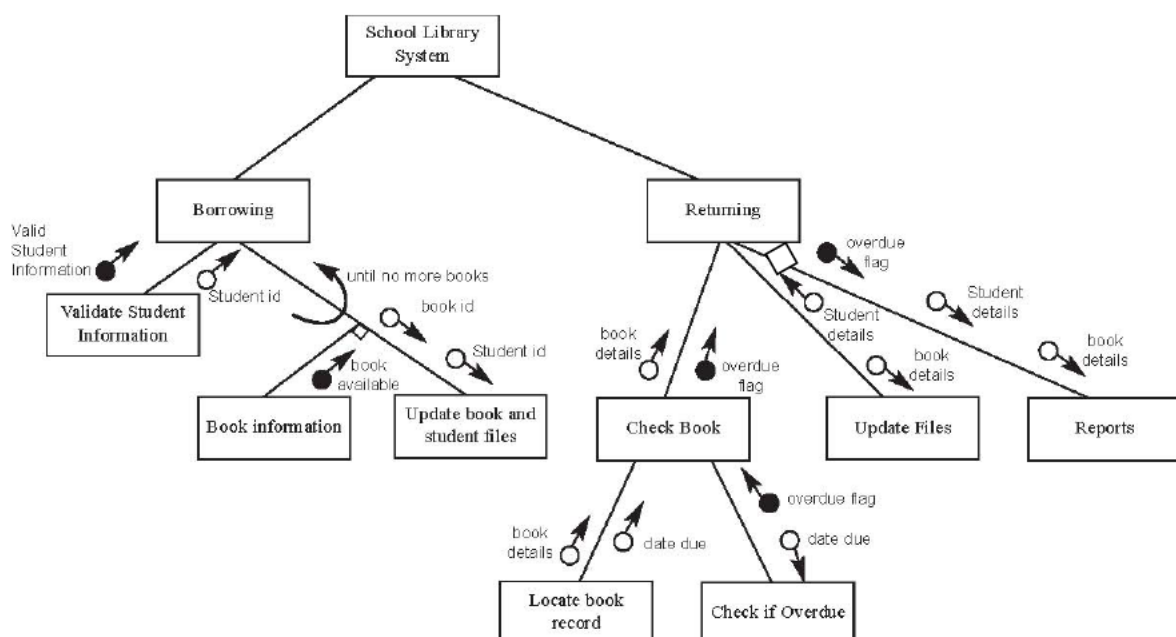 School Library
System
Borrowing
Returning
Valid
Student
Information
Student id
until no more books
book id
Student id
book
available
Validate Student
Information
Book information
Update book and
student files
overdue
flag
Student
details
Student
details
book
details
book
details
book
details
overdue
flag
Check Book
Update Files
Reports
overdue flag
book
details
date due
date due
Locate book
record
Check if Overdue